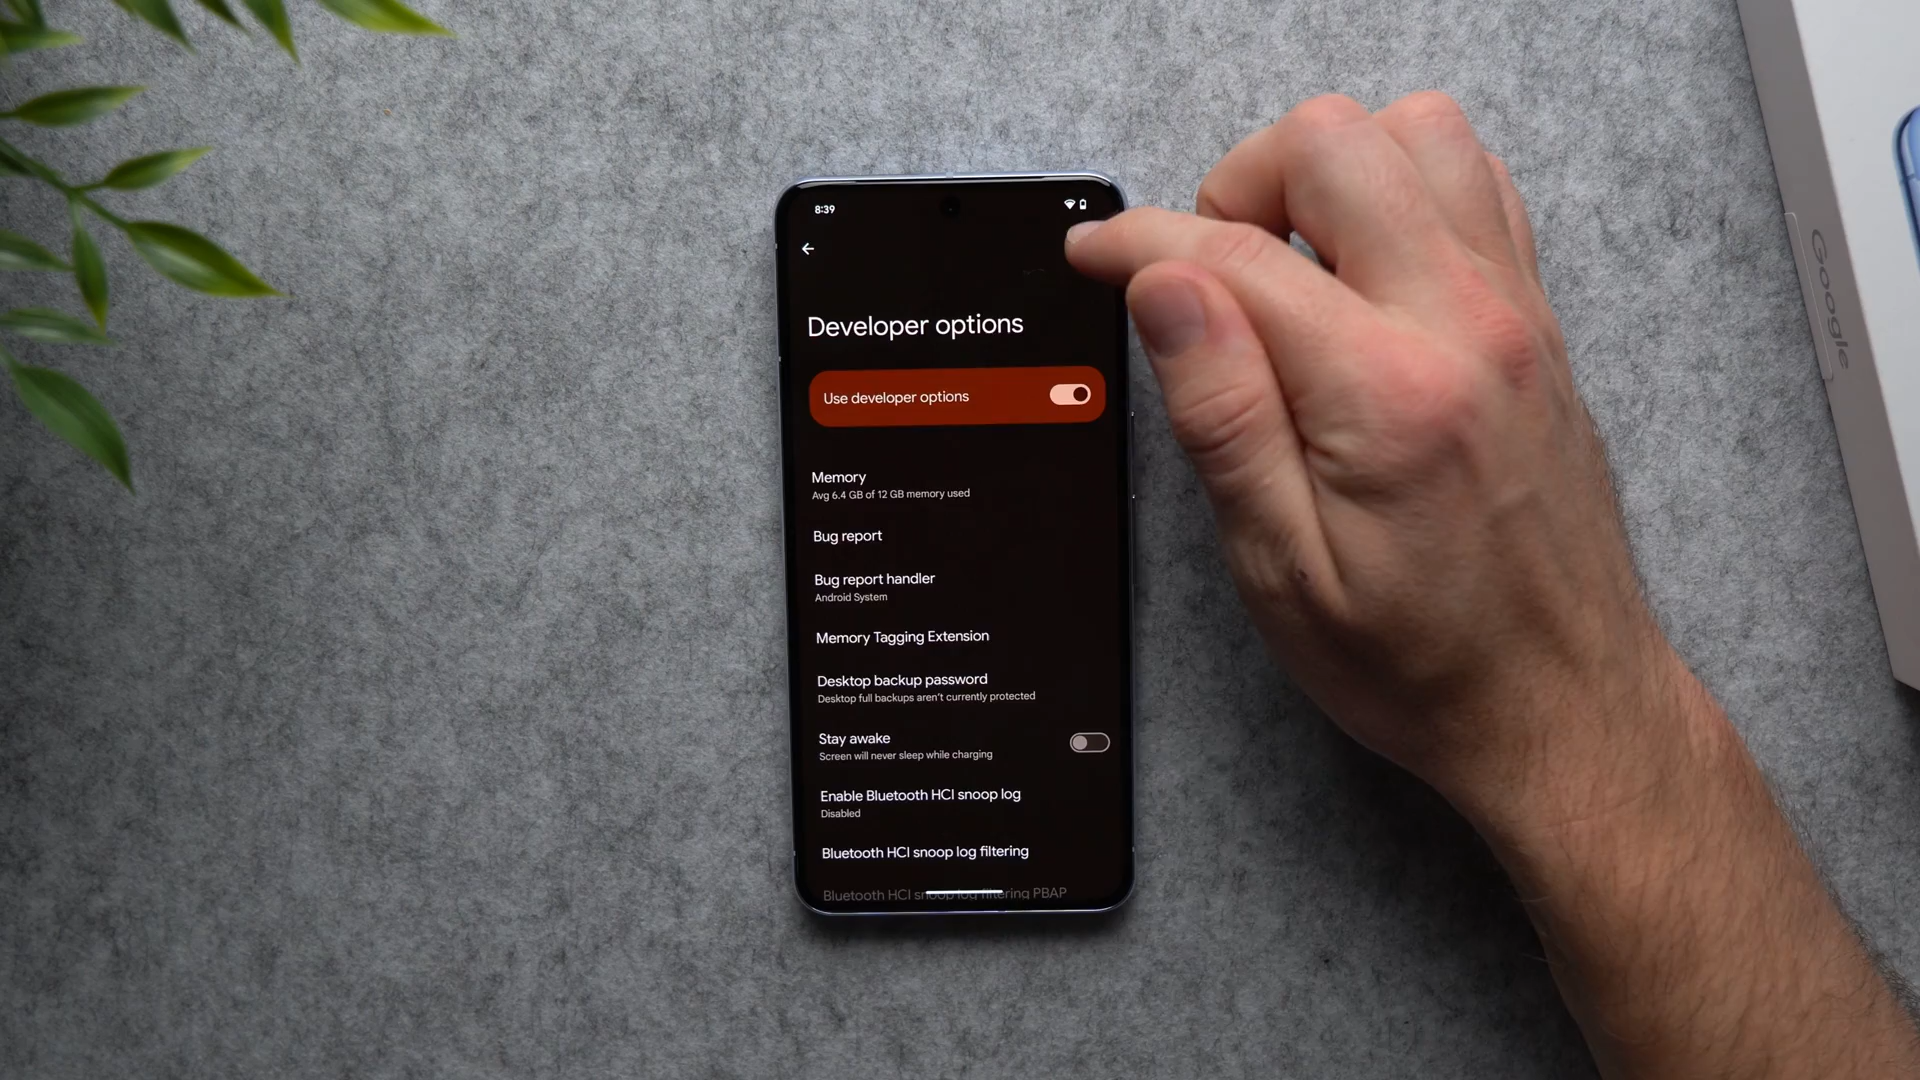 8:39
Developer options
Use developer options
Memory
Avg 6.4 GB of 12 GB memory used
Bug report
Bug report handler
Android System
Memory Tagging Extension
Desktop backup password
Desktop full backups aren't currently protected
Stay awake
Screen will never sleep while charging
Enable Bluetooth HCI snoop log
Disabled
Bluetooth HCI snoop log filtering
Bluetooth HCI snoop log filtering PBAP
Google